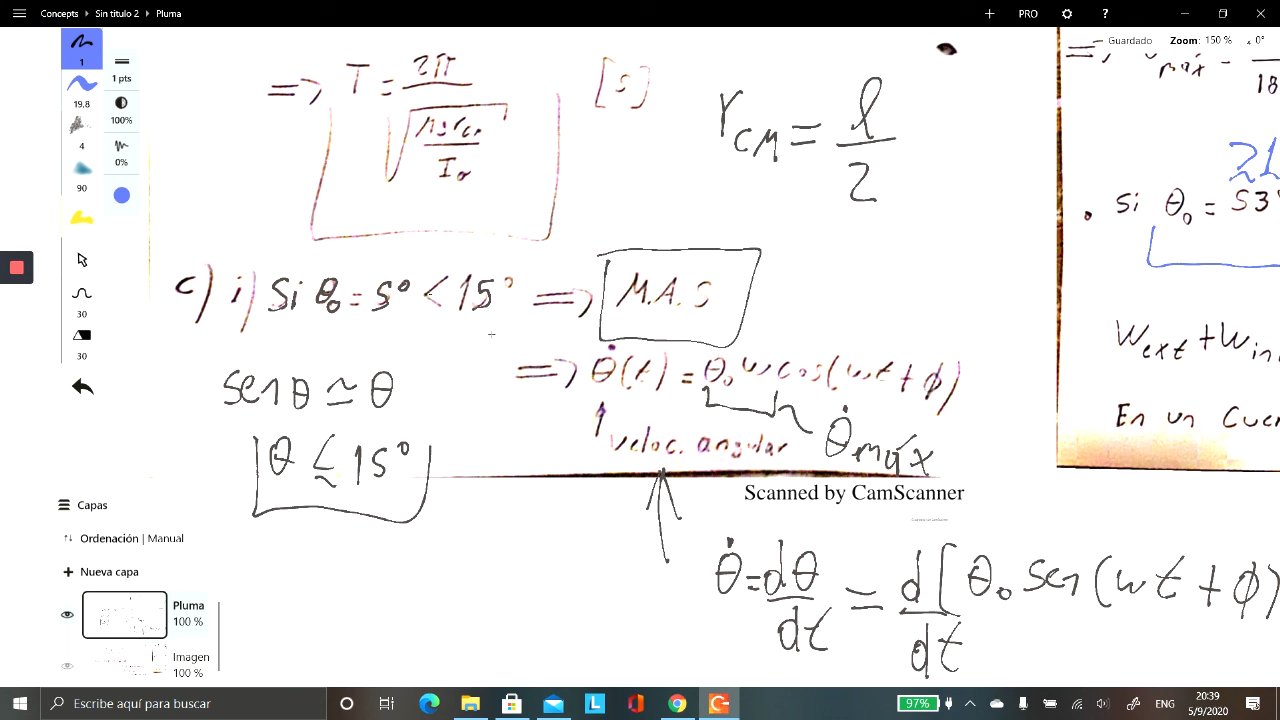 Concepts › Sin título 2 › Pluma
PRO
?
Guardado
Zoom: 150 %
0°
1
1 pts
19.8
100%
4
0%
90
30
30
=> T = 2π / √(M g r_cm / I_o) [s]
r_CM = l / 2
=>
máx
18
c) i) Si θ₀ = 5° < 15° => M.A.S
sen θ ≃ θ
θ ≲ 15°
=> θ̇(t) = θ₀ w cos(wt + ϕ)
veloc. angular
θ̇ máx
θ̇ = dθ/dt = d/dt [θ₀ sen(wt + ϕ)
• si θ₀ = 53°
W_ext + W_in
En un Cue
Scanned by CamScanner
Capas
Ordenación | Manual
Nueva capa
Pluma
100 %
Imagen
100 %
Escribe aquí para buscar
97%
20:39
5/9/2020